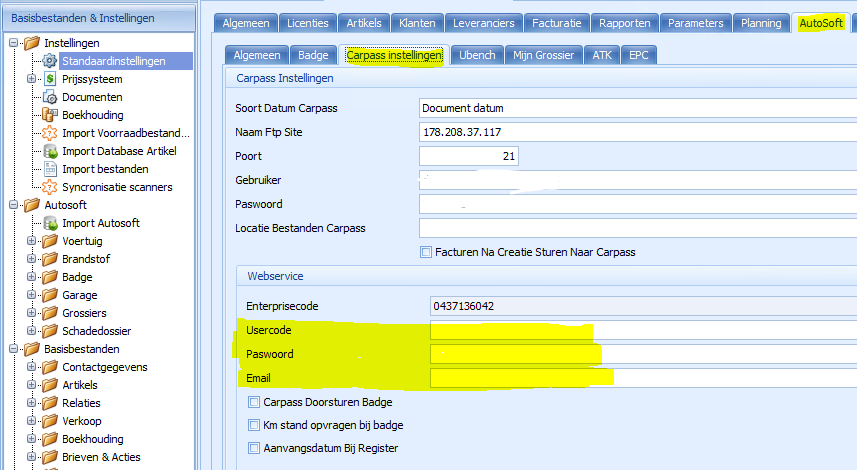 Basisbestanden & Instellingen
Instellingen
Standaardinstellingen
Prijssysteem
Documenten
Boekhouding
Import Voorraadbestand...
Import Database Artikel
Import bestanden
Syncronisatie scanners
Autosoft
Import Autosoft
Voertuig
Brandstof
Badge
Garage
Grossiers
Schadedossier
Basisbestanden
Contactgegevens
Artikels
Relaties
Verkoop
Boekhouding
Brieven & Acties
Algemeen Licenties Artikels Klanten Leveranciers Facturatie Rapporten Parameters Planning AutoSoft
Algemeen Badge Carpass instellingen Ubench Mijn Grossier ATK EPC
Carpass Instellingen
Soort Datum Carpass Document datum
Naam Ftp Site 178.208.37.117
Poort 21
Gebruiker
Paswoord
Locatie Bestanden Carpass
Facturen Na Creatie Sturen Naar Carpass
Webservice
Enterprisecode 0437136042
Usercode
Paswoord
Email
Carpass Doorsturen Badge
Km stand opvragen bij badge
Aanvangsdatum Bij Register